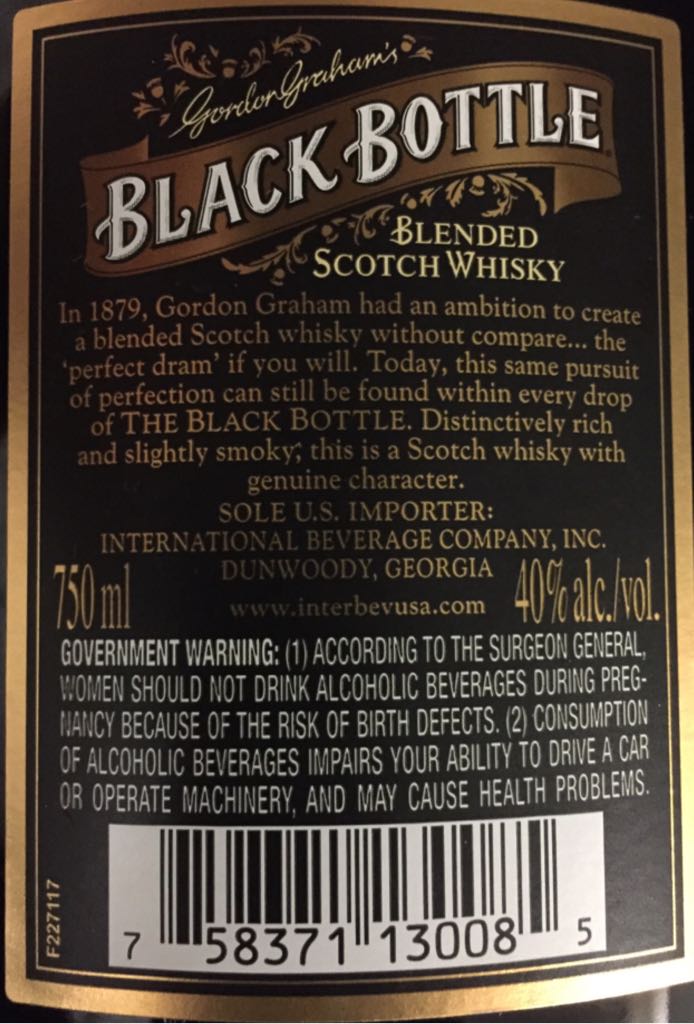 Gordon Graham's
BLACK BOTTLE
BLENDED
SCOTCH WHISKY
In 1879, Gordon Graham had an ambition to create
a blended Scotch whisky without compare... the
'perfect dram' if you will. Today, this same pursuit
of perfection can still be found within every drop
of THE BLACK BOTTLE. Distinctively rich
and slightly smoky; this is a Scotch whisky with
genuine character.
SOLE U.S. IMPORTER:
INTERNATIONAL BEVERAGE COMPANY, INC.
DUNWOODY, GEORGIA
750 ml www.interbevusa.com 40% alc./vol.
GOVERNMENT WARNING: (1) ACCORDING TO THE SURGEON GENERAL,
WOMEN SHOULD NOT DRINK ALCOHOLIC BEVERAGES DURING PREG-
NANCY BECAUSE OF THE RISK OF BIRTH DEFECTS. (2) CONSUMPTION
OF ALCOHOLIC BEVERAGES IMPAIRS YOUR ABILITY TO DRIVE A CAR
OR OPERATE MACHINERY, AND MAY CAUSE HEALTH PROBLEMS.
F227117
7 58371 13008 5